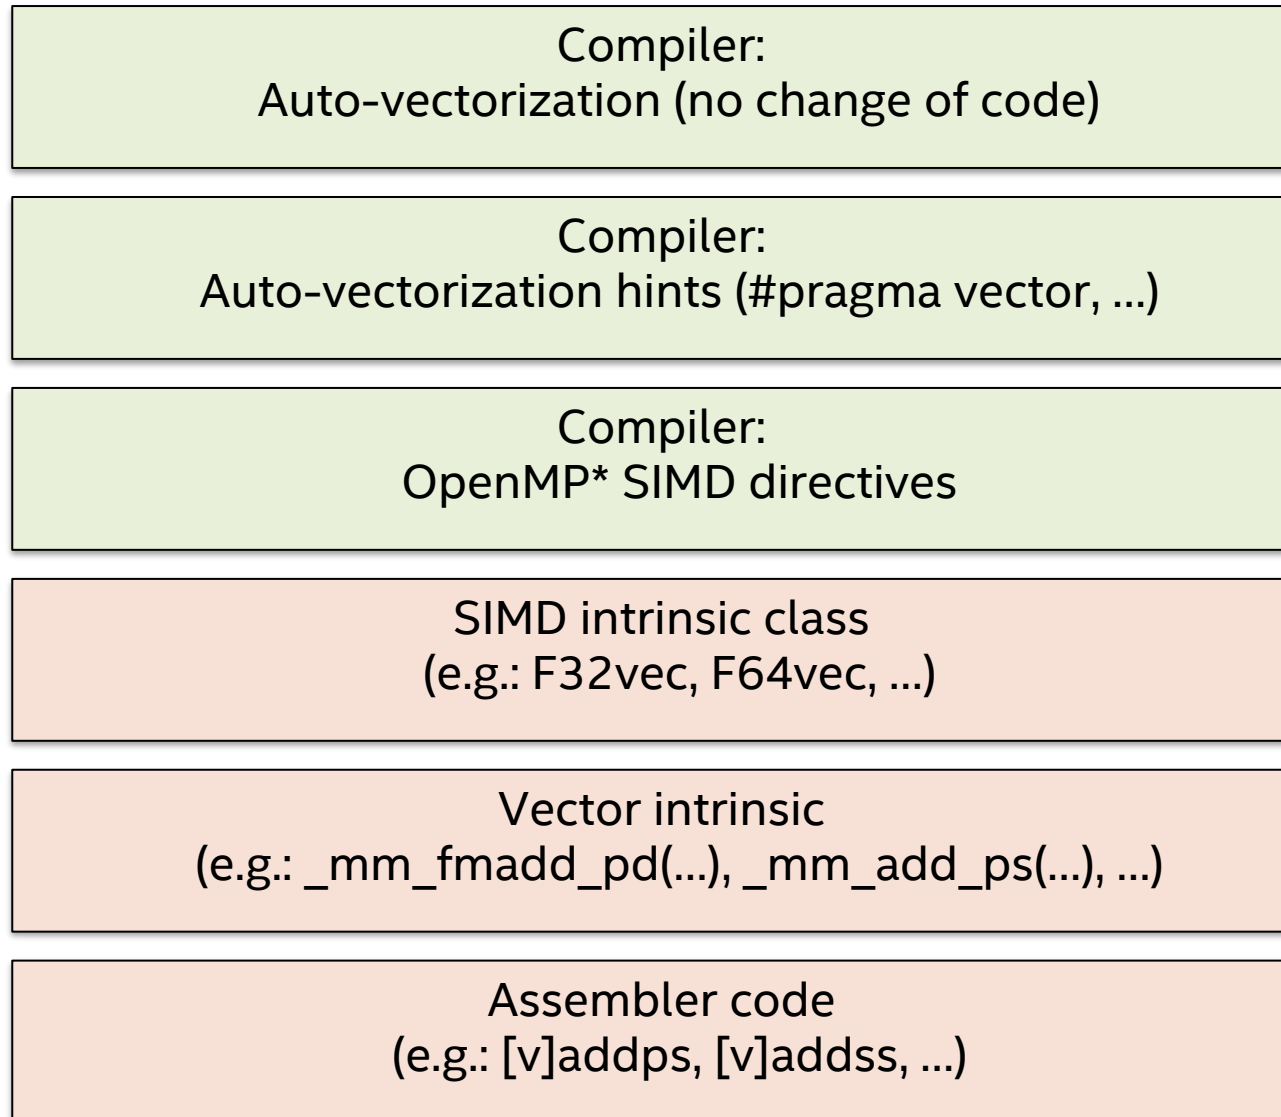 Compiler:
Auto-vectorization (no change of code)
Compiler:
Auto-vectorization hints (#pragma vector, ...)
Compiler:
OpenMP* SIMD directives
SIMD intrinsic class
(e.g.: F32vec, F64vec, ...)
Vector intrinsic
(e.g.: _mm_fmadd_pd(...), _mm_add_ps(...), ...)
Assembler code
(e.g.: [v]addps, [v]addss, ...)